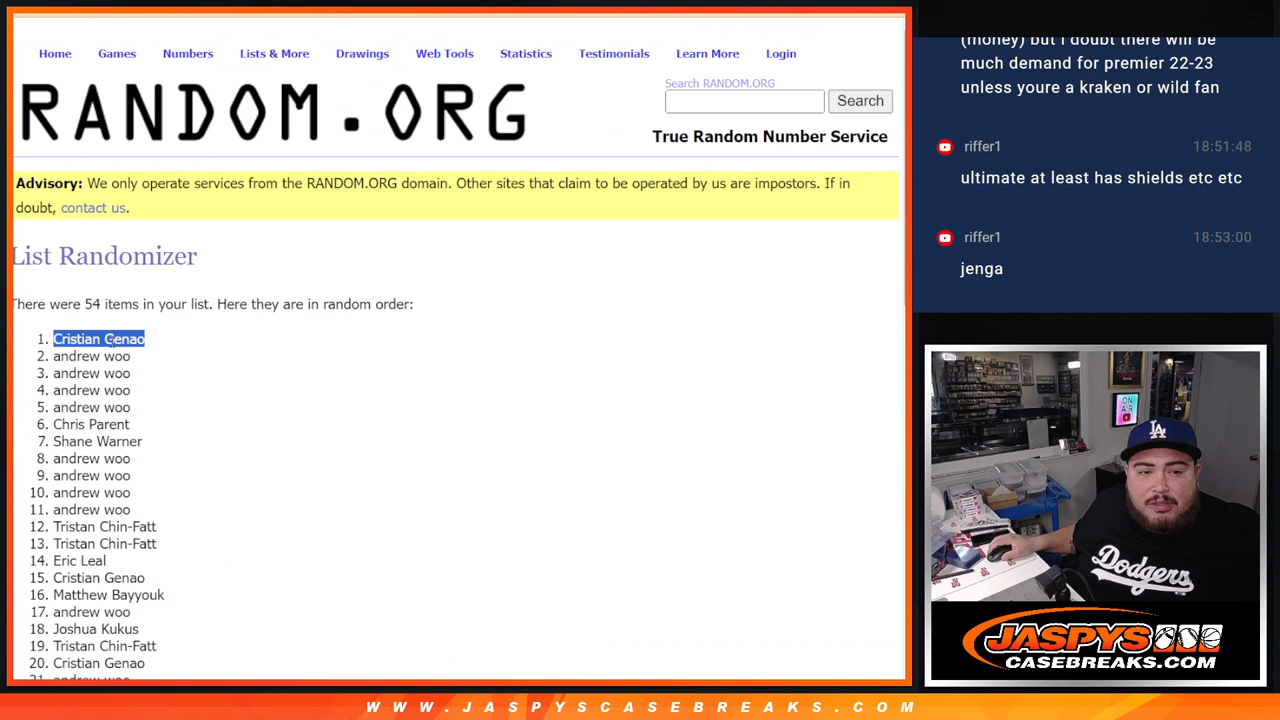 Home Games Numbers Lists & More Drawings Web Tools Statistics Testimonials Learn More Login
RANDOM.ORG
Search RANDOM.ORG
Search
True Random Number Service
Advisory: We only operate services from the RANDOM.ORG domain. Other sites that claim to be operated by us are impostors. If in
doubt, contact us.
List Randomizer
There were 54 items in your list. Here they are in random order:
1. Cristian Genao
2. andrew woo
3. andrew woo
4. andrew woo
5. andrew woo
6. Chris Parent
7. Shane Warner
8. andrew woo
9. andrew woo
10. andrew woo
11. andrew woo
12. Tristan Chin-Fatt
13. Tristan Chin-Fatt
14. Eric Leal
15. Cristian Genao
16. Matthew Bayyouk
17. andrew woo
18. Joshua Kukus
19. Tristan Chin-Fatt
20. Cristian Genao
21. andrew woo
(money) but I doubt there will be
much demand for premier 22-23
unless youre a kraken or wild fan
riffer1 18:51:48
ultimate at least has shields etc etc
riffer1 18:53:00
jenga
ON
AIR
LA
Dodgers
JASPYS
CASEBREAKS.COM
WWW.JASPYSCASEBREAKS.COM